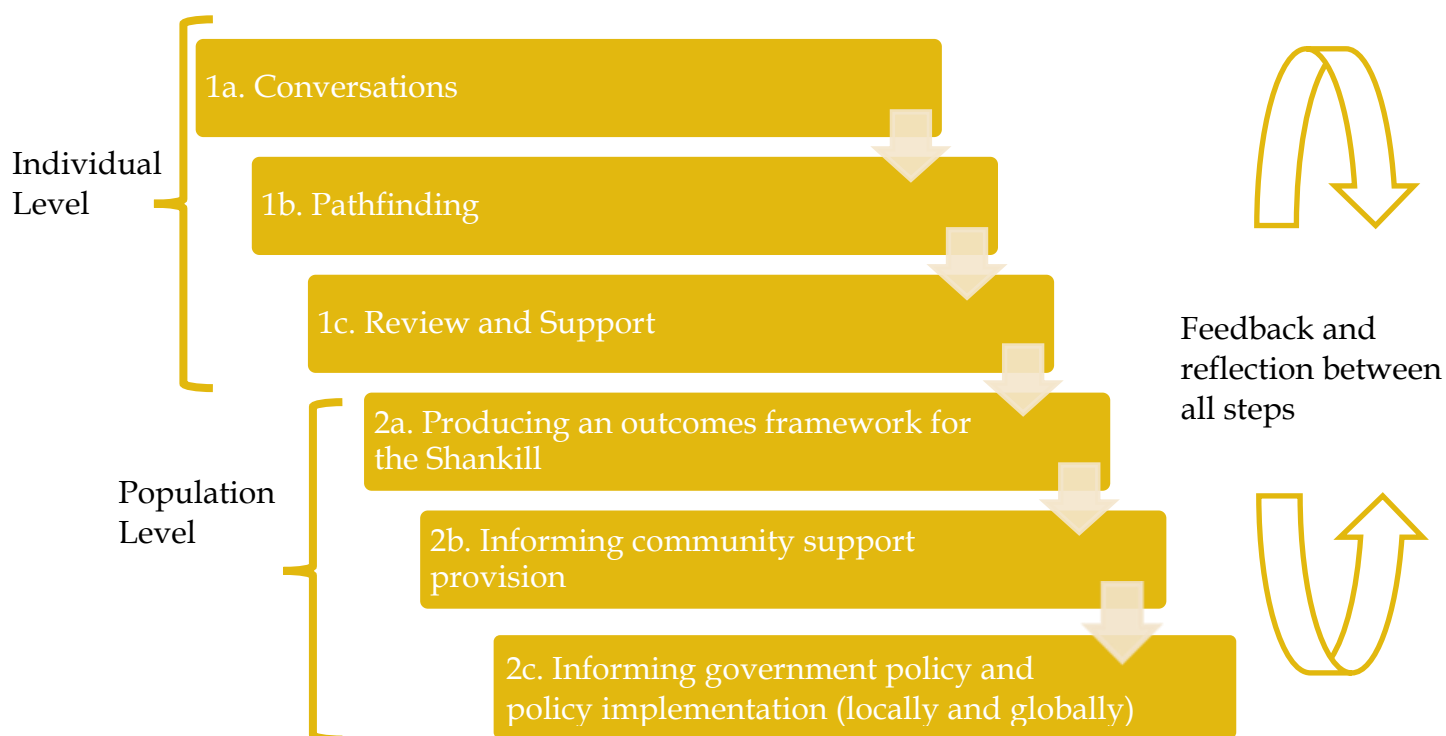 1a. Conversations
Individual
Level
1b. Pathfinding
1c. Review and Support
Feedback and
reflection between
all steps
2a. Producing an outcomes framework for
the Shankill
Population
Level
2b. Informing community support
provision
2c. Informing government policy and
policy implementation (locally and globally)